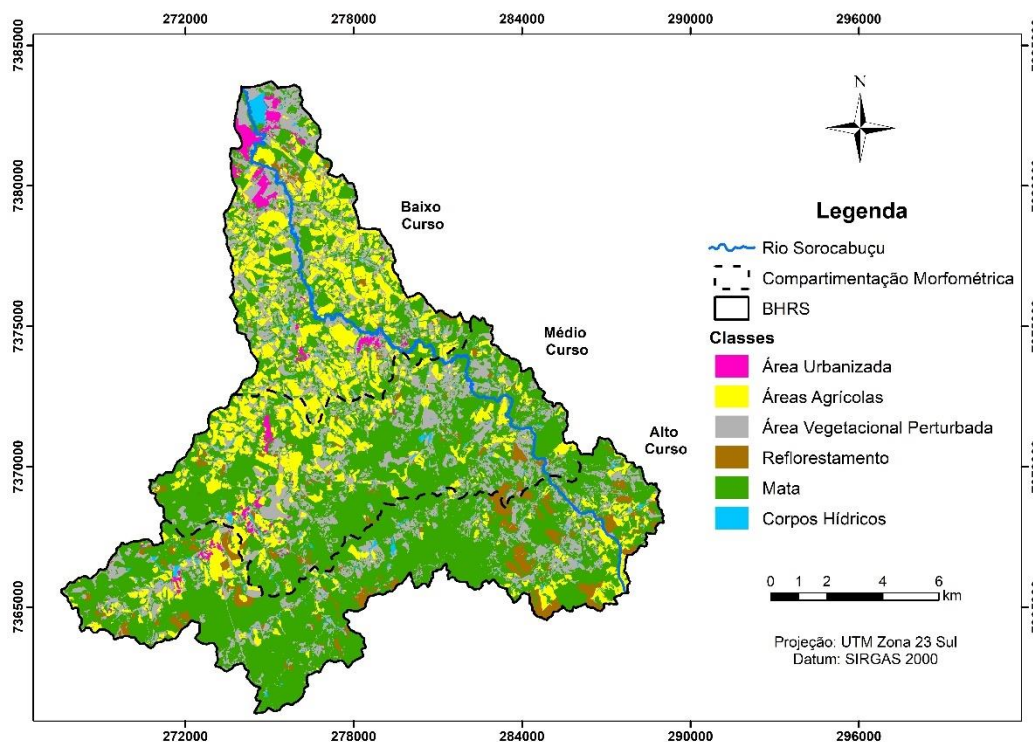 272000 278000 284000 290000 296000
7385000
N
7380000
Baixo
Curso
Legenda
Rio Sorocabuçu
Compartimentação Morfométrica
BHRS
7375000
Médio
Curso
Classes
Área Urbanizada
Áreas Agrícolas
Área Vegetacional Perturbada
Reflorestamento
Mata
Corpos Hídricos
Alto
Curso
7370000
7365000
0 1 2 4 6
km
Projeção: UTM Zona 23 Sul
Datum: SIRGAS 2000
272000 278000 284000 290000 296000